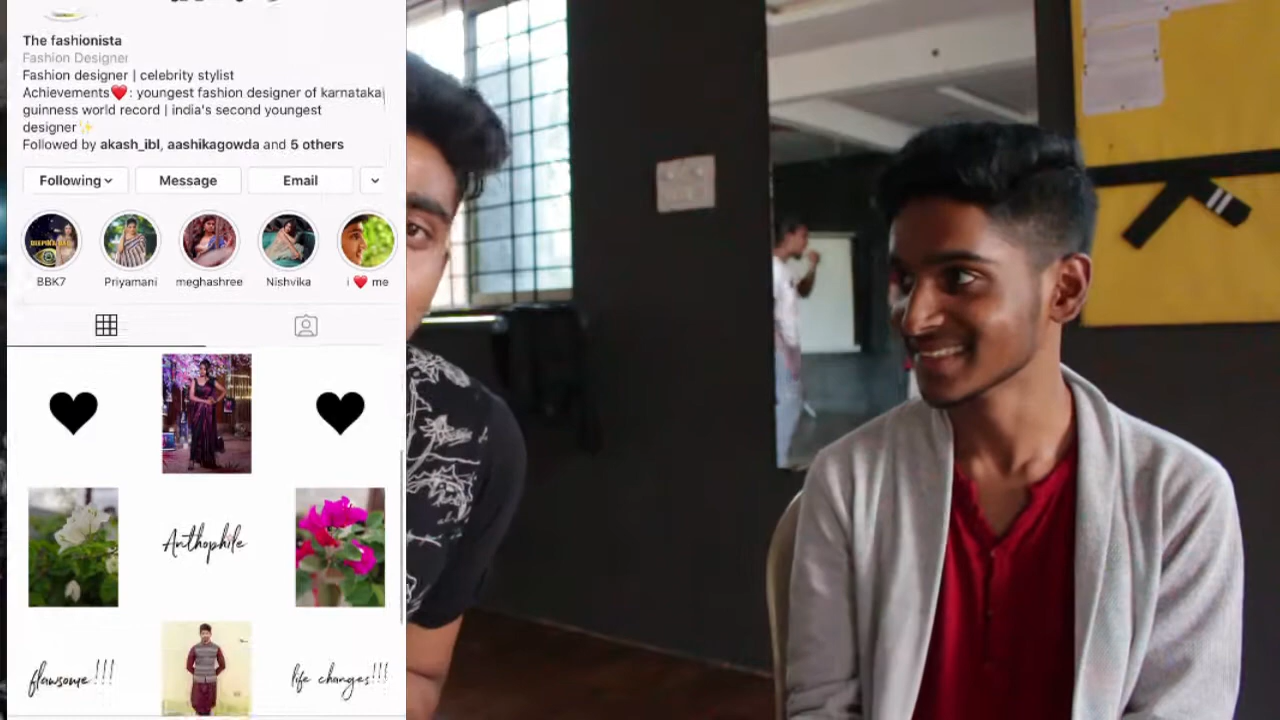 The fashionista
Fashion Designer
Fashion designer | celebrity stylist
Achievements❤️: youngest fashion designer of karnataka|
guinness world record | india's second youngest
designer✨
Followed by akash_ibl, aashikagowda and 5 others
Following Message Email
BBK7 Priyamani meghashree Nishvika i ❤️ me
Anthophile
flawsome!!! life changes!!!